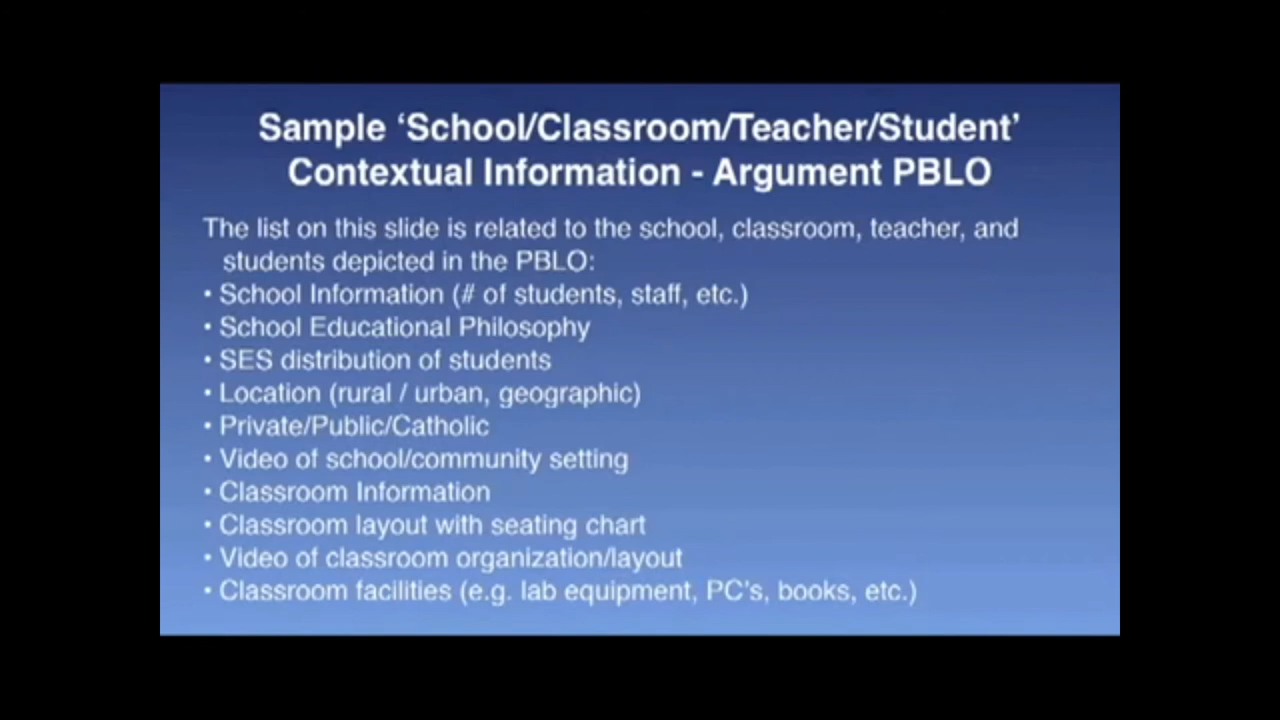 Sample ‘School/Classroom/Teacher/Student’
Contextual Information - Argument PBLO
The list on this slide is related to the school, classroom, teacher, and
students depicted in the PBLO:
• School Information (# of students, staff, etc.)
• School Educational Philosophy
• SES distribution of students
• Location (rural / urban, geographic)
• Private/Public/Catholic
• Video of school/community setting
• Classroom Information
• Classroom layout with seating chart
• Video of classroom organization/layout
• Classroom facilities (e.g. lab equipment, PC's, books, etc.)